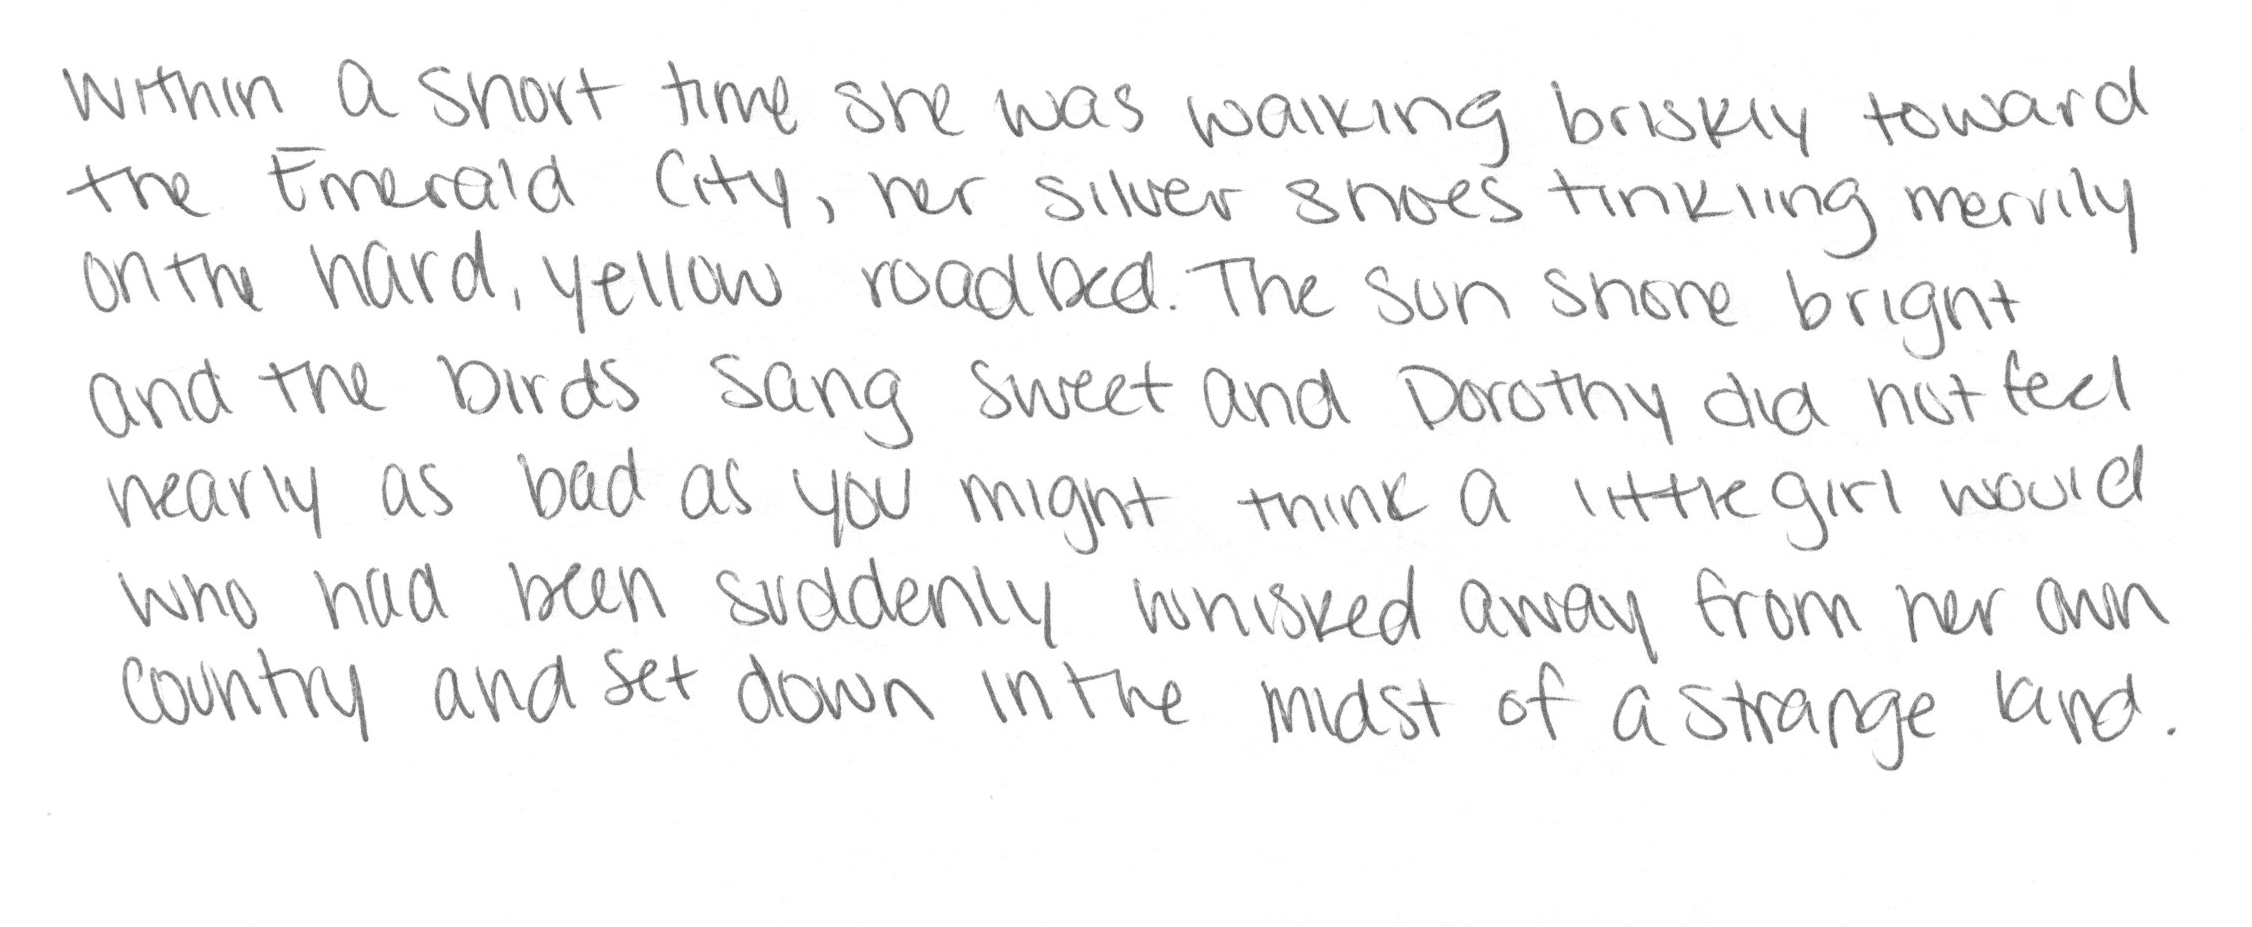 Within a short time she was walking briskly toward
the Emerald City, her silver shoes tinkling merrily
on the hard, yellow roadbed. The sun shone bright
and the birds sang sweet and Dorothy did not feel
nearly as bad as you might think a little girl would
who had been suddenly whisked away from her own
country and set down in the midst of a strange land.